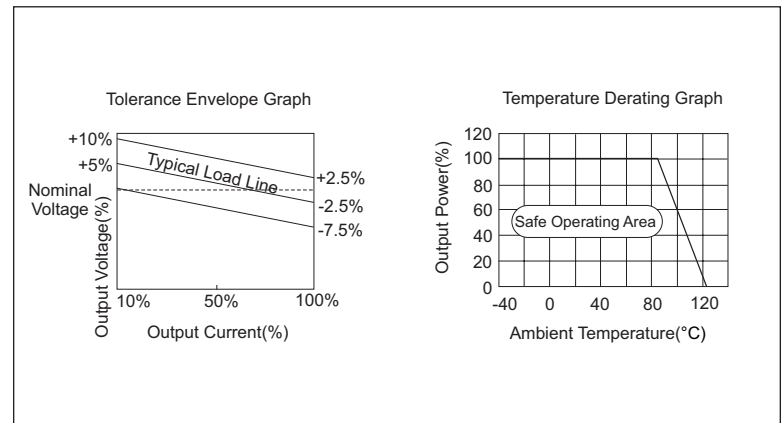 Tolerance Envelope Graph
+10%
+5%
Nominal
Voltage
Output Voltage(%)
Typical Load Line
+2.5%
-2.5%
-7.5%
10%
50%
100%
Output Current(%)
Temperature Derating Graph
Output Power(%)
120
100
80
60
40
20
0
Safe Operating Area
-40
0
40
80
120
Ambient Temperature(°C)